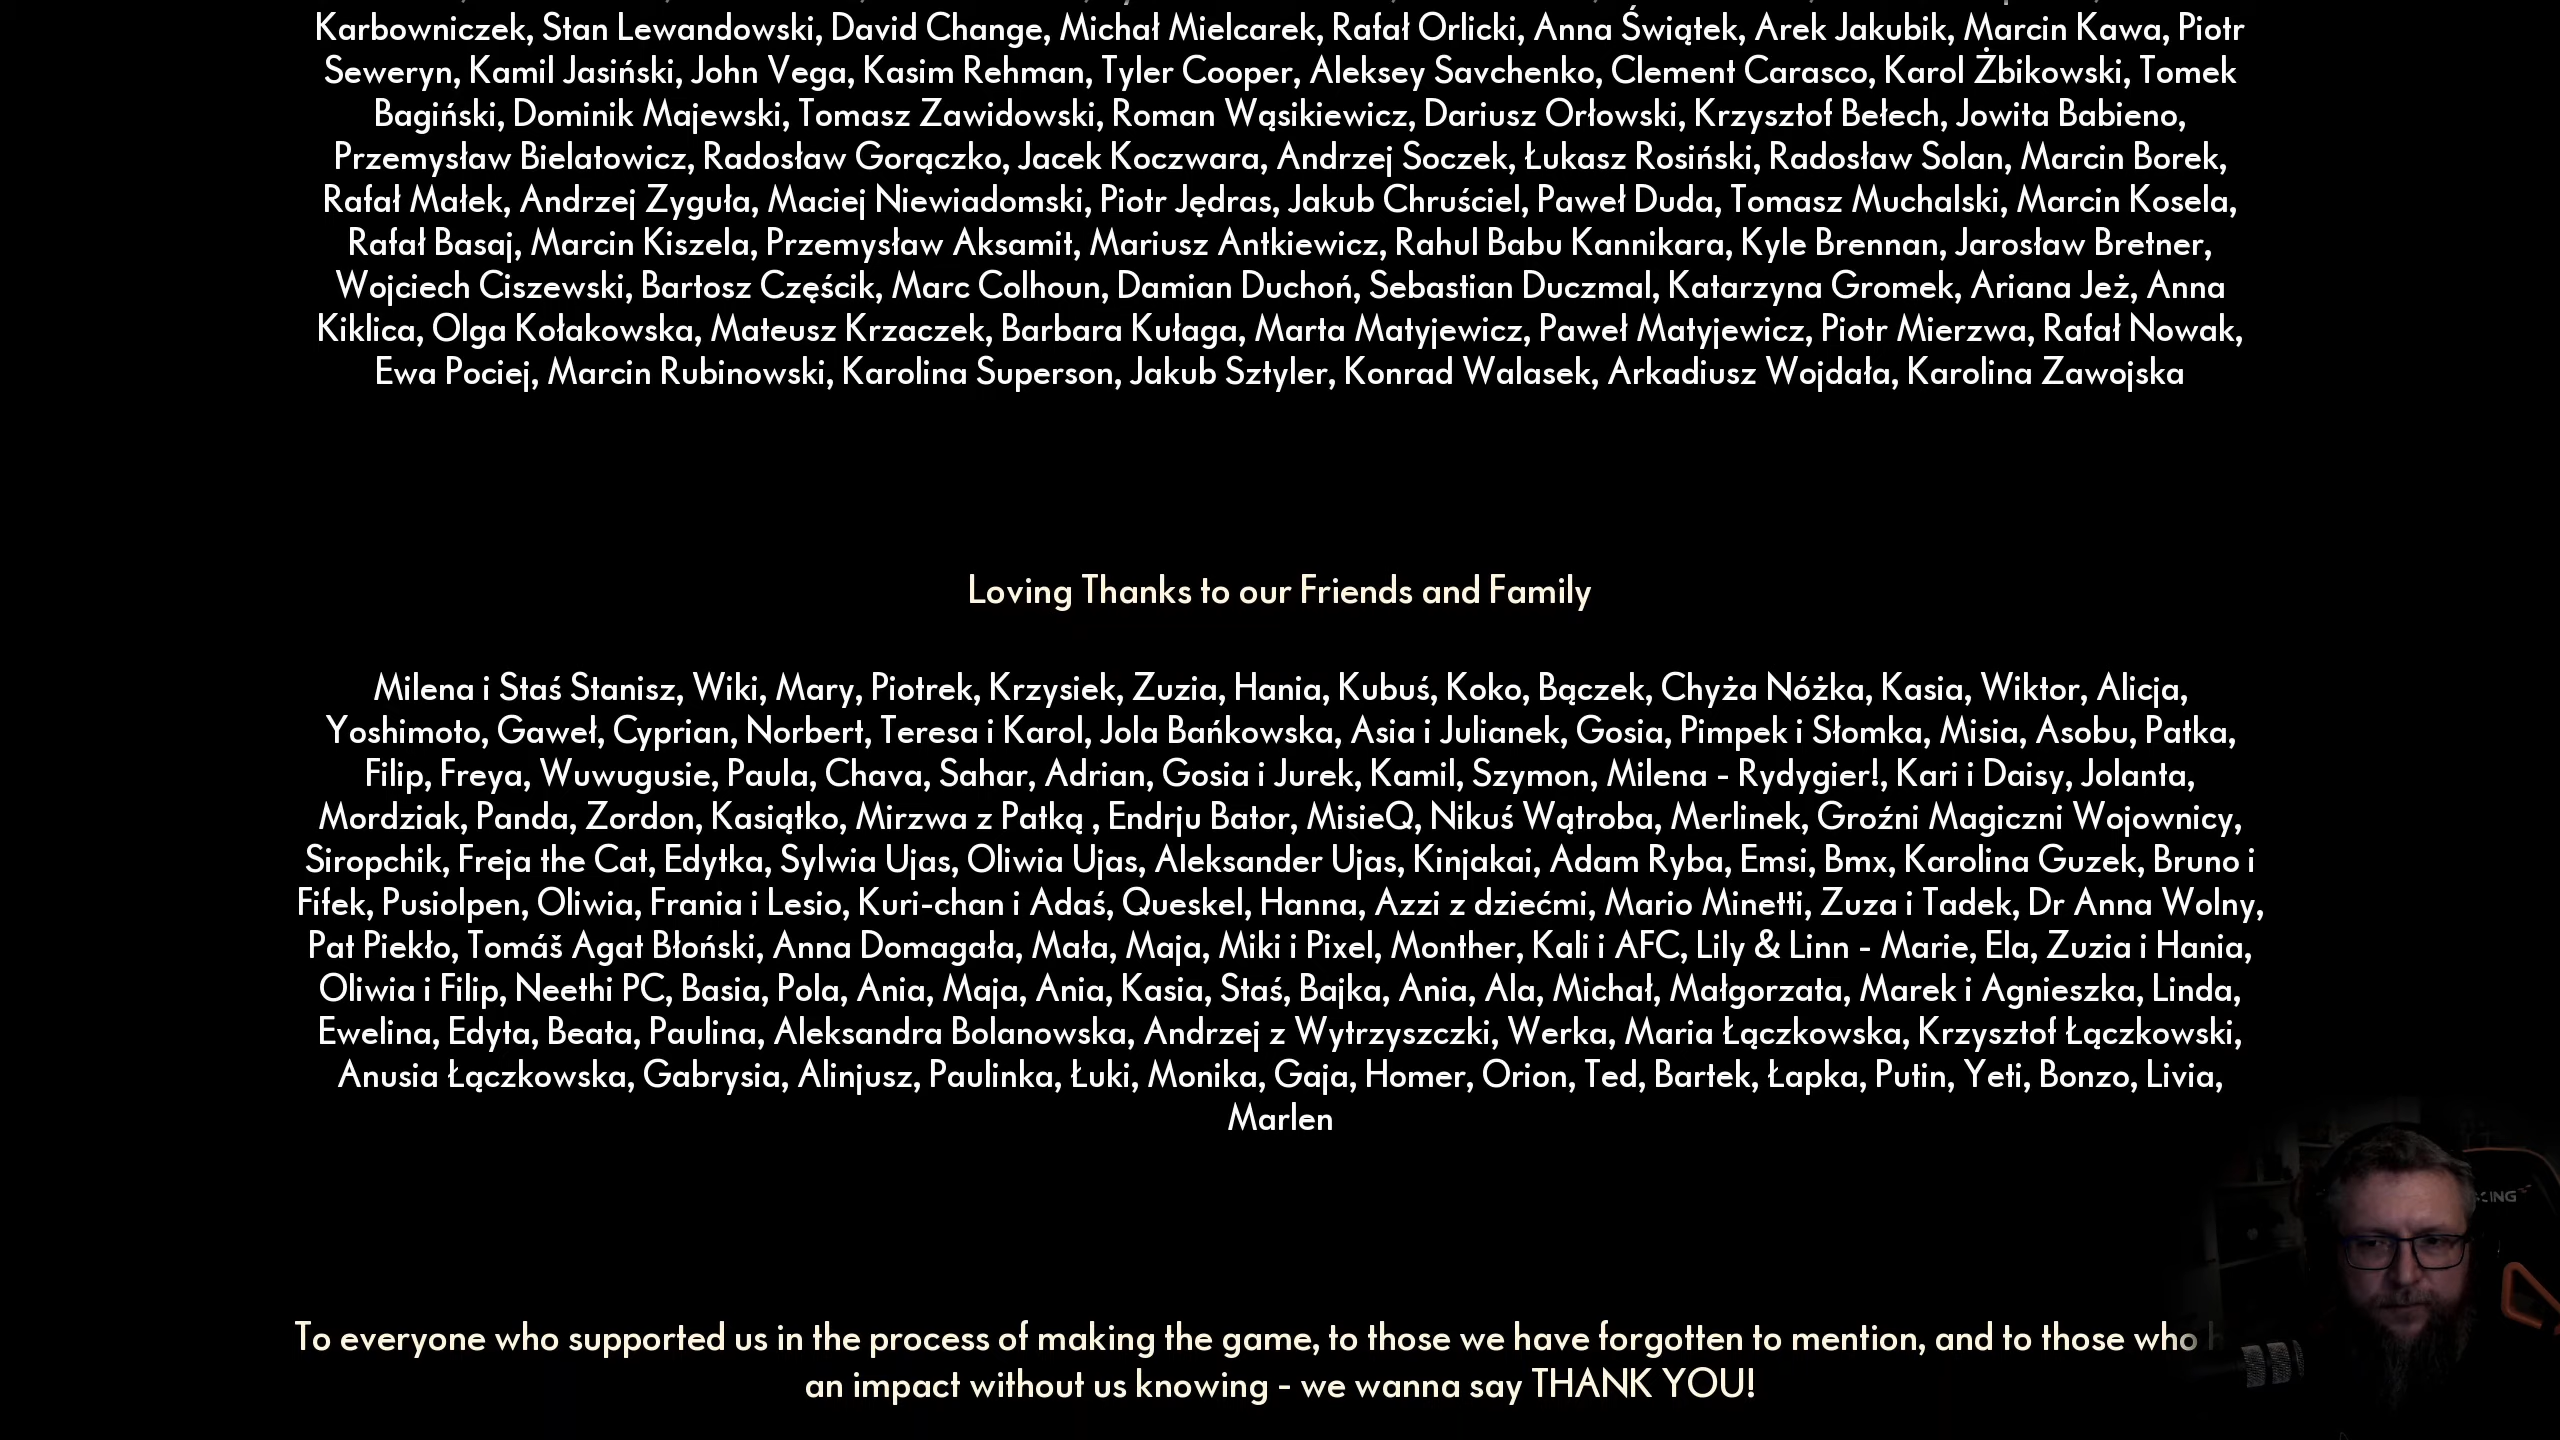 Karbowniczek, Stan Lewandowski, David Change, Michał Mielcarek, Rafał Orlicki, Anna Świątek, Arek Jakubik, Marcin Kawa, Piotr
Seweryn, Kamil Jasiński, John Vega, Kasim Rehman, Tyler Cooper, Aleksey Savchenko, Clement Carasco, Karol Żbikowski, Tomek
Bagiński, Dominik Majewski, Tomasz Zawidowski, Roman Wąsikiewicz, Dariusz Orłowski, Krzysztof Bełech, Jowita Babieno,
Przemysław Bielatowicz, Radosław Gorączko, Jacek Koczwara, Andrzej Soczek, Łukasz Rosiński, Radosław Solan, Marcin Borek,
Rafał Małek, Andrzej Zyguła, Maciej Niewiadomski, Piotr Jędras, Jakub Chruściel, Paweł Duda, Tomasz Muchalski, Marcin Kosela,
Rafał Basaj, Marcin Kiszela, Przemysław Aksamit, Mariusz Antkiewicz, Rahul Babu Kannikara, Kyle Brennan, Jarosław Bretner,
Wojciech Ciszewski, Bartosz Częścik, Marc Colhoun, Damian Duchoń, Sebastian Duczmal, Katarzyna Gromek, Ariana Jeż, Anna
Kiklica, Olga Kołakowska, Mateusz Krzaczek, Barbara Kułaga, Marta Matyjewicz, Paweł Matyjewicz, Piotr Mierzwa, Rafał Nowak,
Ewa Pociej, Marcin Rubinowski, Karolina Superson, Jakub Sztyler, Konrad Walasek, Arkadiusz Wojdała, Karolina Zawojska
Loving Thanks to our Friends and Family
Milena i Staś Stanisz, Wiki, Mary, Piotrek, Krzysiek, Zuzia, Hania, Kubuś, Koko, Bączek, Chyża Nóżka, Kasia, Wiktor, Alicja,
Yoshimoto, Gaweł, Cyprian, Norbert, Teresa i Karol, Jola Bańkowska, Asia i Julianek, Gosia, Pimpek i Słomka, Misia, Asobu, Patka,
Filip, Freya, Wuwugusie, Paula, Chava, Sahar, Adrian, Gosia i Jurek, Kamil, Szymon, Milena - Rydygier!, Kari i Daisy, Jolanta,
Mordziak, Panda, Zordon, Kasiątko, Mirzwa z Patką , Endrju Bator, MisieQ, Nikuś Wątroba, Merlinek, Groźni Magiczni Wojownicy,
Siropchik, Freja the Cat, Edytka, Sylwia Ujas, Oliwia Ujas, Aleksander Ujas, Kinjakai, Adam Ryba, Emsi, Bmx, Karolina Guzek, Bruno i
Fifek, Pusiolpen, Oliwia, Frania i Lesio, Kuri-chan i Adaś, Queskel, Hanna, Azzi z dziećmi, Mario Minetti, Zuza i Tadek, Dr Anna Wolny,
Pat Piekło, Tomáš Agat Błoński, Anna Domagała, Mała, Maja, Miki i Pixel, Monther, Kali i AFC, Lily & Linn - Marie, Ela, Zuzia i Hania,
Oliwia i Filip, Neethi PC, Basia, Pola, Ania, Maja, Ania, Kasia, Staś, Bajka, Ania, Ala, Michał, Małgorzata, Marek i Agnieszka, Linda,
Ewelina, Edyta, Beata, Paulina, Aleksandra Bolanowska, Andrzej z Wytrzyszczki, Werka, Maria Łączkowska, Krzysztof Łączkowski,
Anusia Łączkowska, Gabrysia, Alinjusz, Paulinka, Łuki, Monika, Gaja, Homer, Orion, Ted, Bartek, Łapka, Putin, Yeti, Bonzo, Livia,
Marlen
To everyone who supported us in the process of making the game, to those we have forgotten to mention, and to those who
an impact without us knowing - we wanna say THANK YOU!